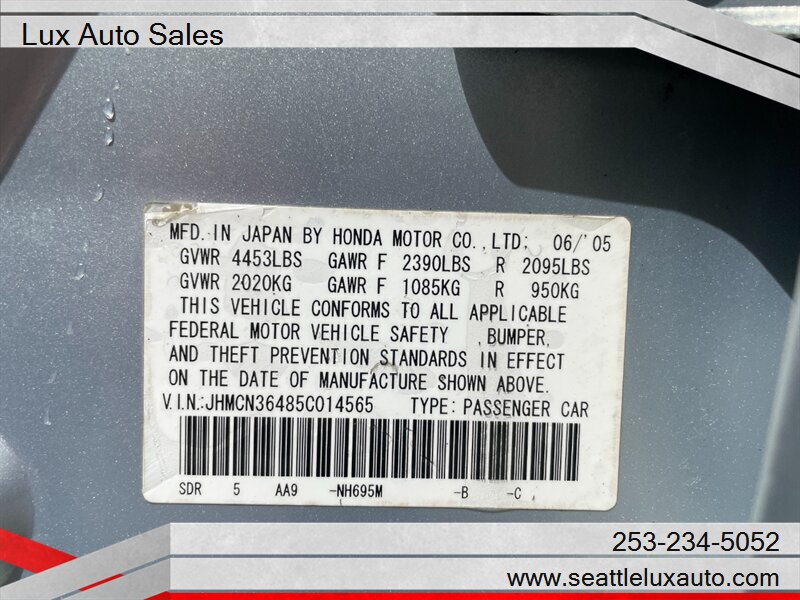 Lux Auto Sales
MFD. IN JAPAN BY HONDA MOTOR CO.,LTD: 06/'05
GVWR 4453LBS GAWR F 2390LBS R 2095LBS
GVWR 2020KG GAWR F 1085KG R 950KG
THIS VEHICLE CONFORMS TO ALL APPLICABLE
FEDERAL MOTOR VEHICLE SAFETY ,BUMPER,
AND THEFT PREVENTION STANDARDS IN EFFECT
ON THE DATE OF MANUFACTURE SHOWN ABOVE.
V.I.N.:JHMCN36485C014565 TYPE: PASSENGER CAR
SDR 5 AA9 -NH695M -B -C
253-234-5052
www.seattleluxauto.com